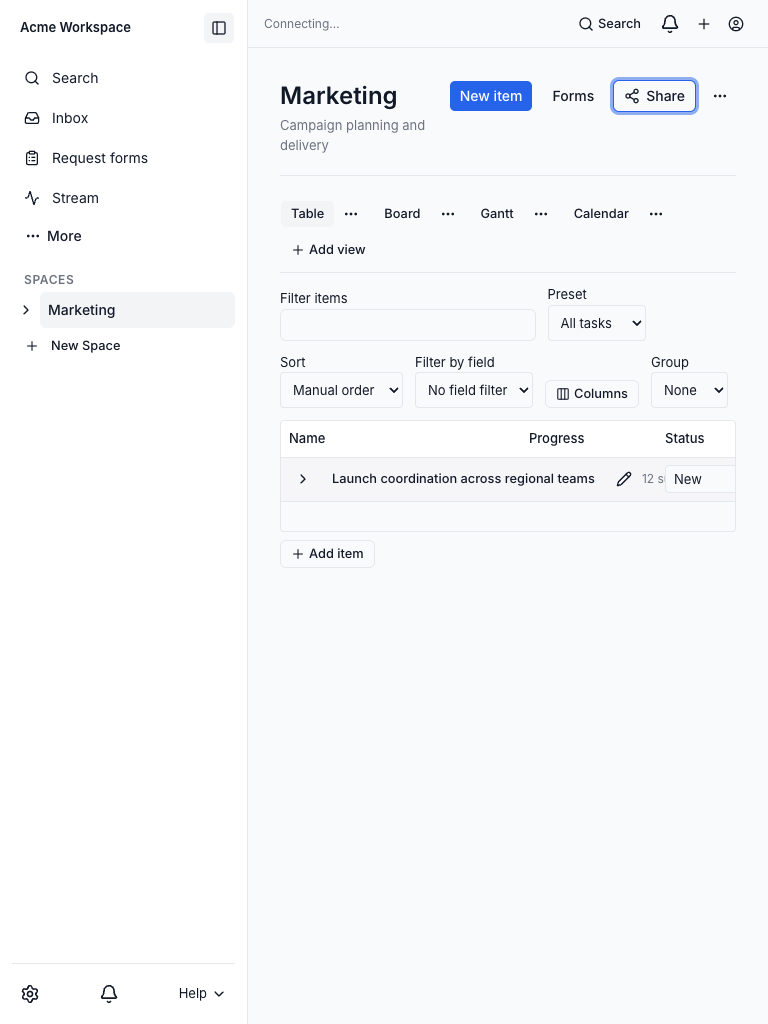 Acme Workspace
Search
Inbox
Request forms
Stream
More
SPACES
Marketing
New Space
Help
Connecting...
Search
Marketing
New item
Forms
Share
Campaign planning and
delivery
Table
Board
Gantt
Calendar
Add view
Filter items
Preset
All tasks
Sort
Filter by field
Group
Manual order
No field filter
Columns
None
Name
Progress
Status
Launch coordination across regional teams
12 s
New
Add item